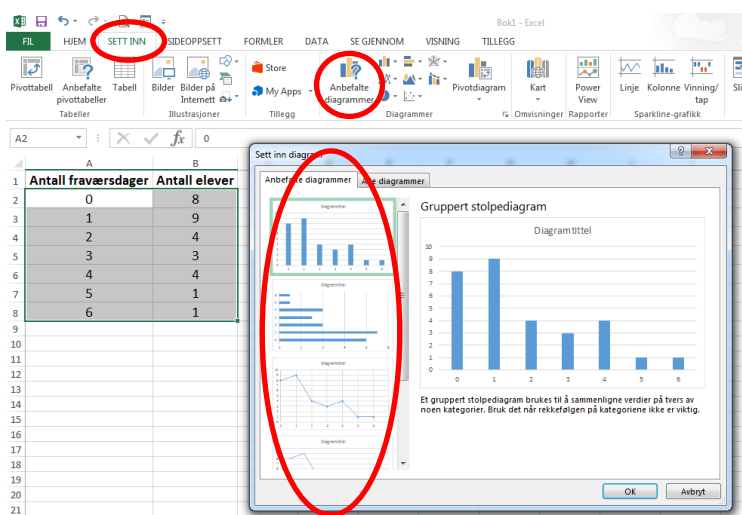 Bok1 - Excel
FIL HJEM SETT INN SIDEOPPSETT FORMLER DATA SE GJENNOM VISNING TILLEGG
Pivottabell Anbefalte pivottabeller Tabell
Bilder Bilder på Internett
Store
My Apps
Anbefalte diagrammer
Pivotdiagram
Kart
Power View
Linje Kolonne Vinning/ tap
Tabeller Illustrasjoner Tillegg Diagrammer Omvisninger Rapporter Sparkline-grafikk
A2 fx 0
A B
1 Antall fraværsdager Antall elever
2 0 8
3 1 9
4 2 4
5 3 3
6 4 4
7 5 1
8 6 1
9
10
11
12
13
14
15
16
17
18
19
20
21
Sett inn diagram
Anbefalte diagrammer Alle diagrammer
Diagramtittel
Diagramtittel
Diagramtittel
Diagramtittel
Gruppert stolpediagram
Diagramtittel
10
9
8
7
6
5
4
3
2
1
0
0 1 2 3 4 5 6
Et gruppert stolpediagram brukes til å sammenligne verdier på tvers av
noen kategorier. Bruk det når rekkefølgen på kategoriene ikke er viktig.
OK Avbryt